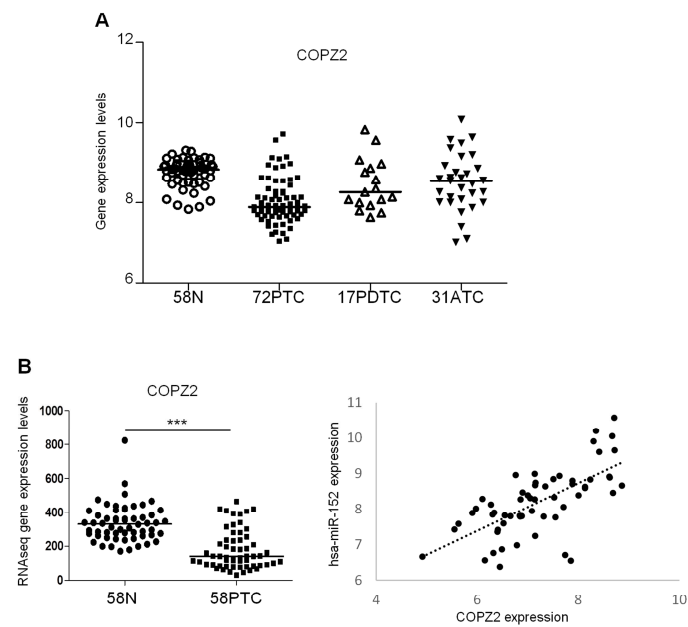 A
COPZ2
Gene expression levels
12
10
8
6
58N 72PTC 17PDTC 31ATC
B
COPZ2
RNAseq gene expression levels
1000
800
600
400
200
0
***
58N 58PTC
hsa-miR-152 expression
11
10
9
8
7
6
4 6 8 10
COPZ2 expression